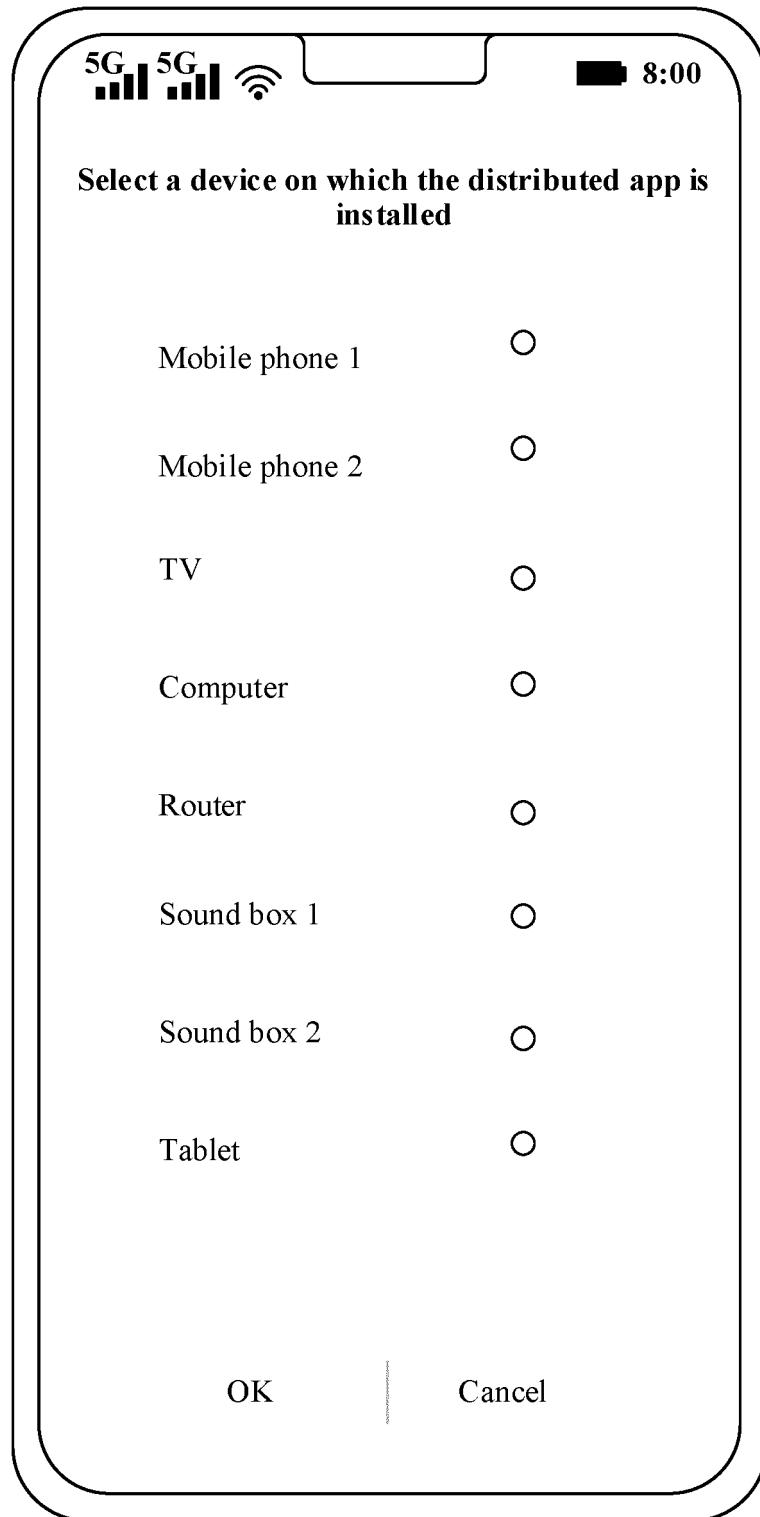 5G 5G 8:00
Select a device on which the distributed app is
installed
Mobile phone 1
Mobile phone 2
TV
Computer
Router
Sound box 1
Sound box 2
Tablet
OK Cancel